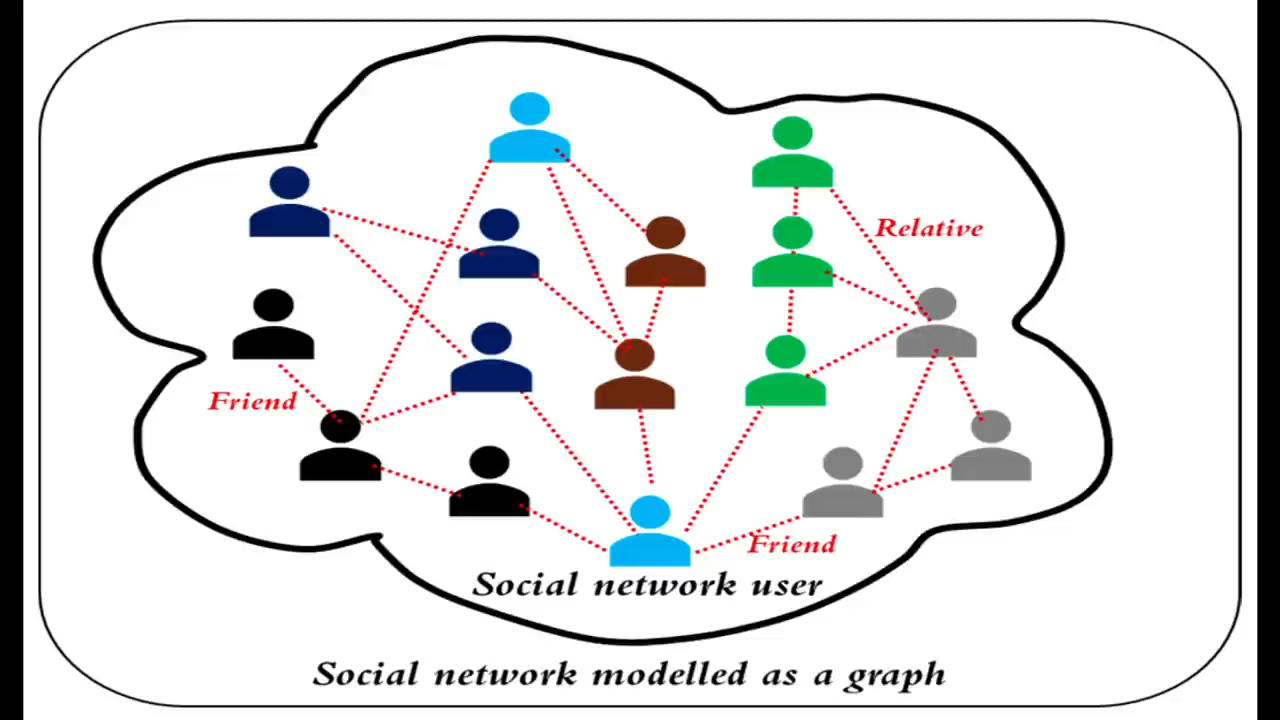 Relative
Friend
Friend
Social network user
Social network modelled as a graph